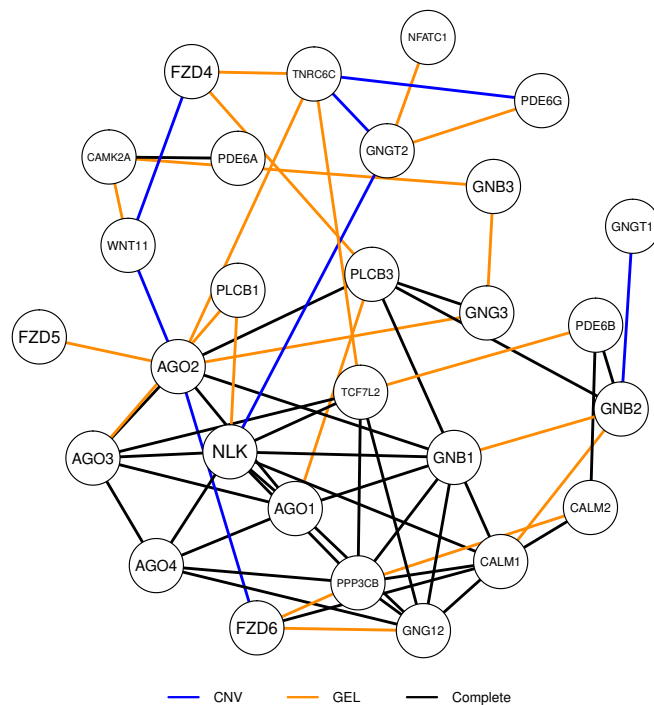 NFATC1
FZD4
TNRC6C
PDE6G
GNGT2
CAMK2A
PDE6A
GNB3
GNGT1
WNT11
PLCB3
PLCB1
GNG3
PDE6B
FZD5
AGO2
TCF7L2
GNB2
NLK
AGO3
GNB1
AGO1
CALM2
AGO4
CALM1
PPP3CB
FZD6
GNG12
CNV GEL Complete